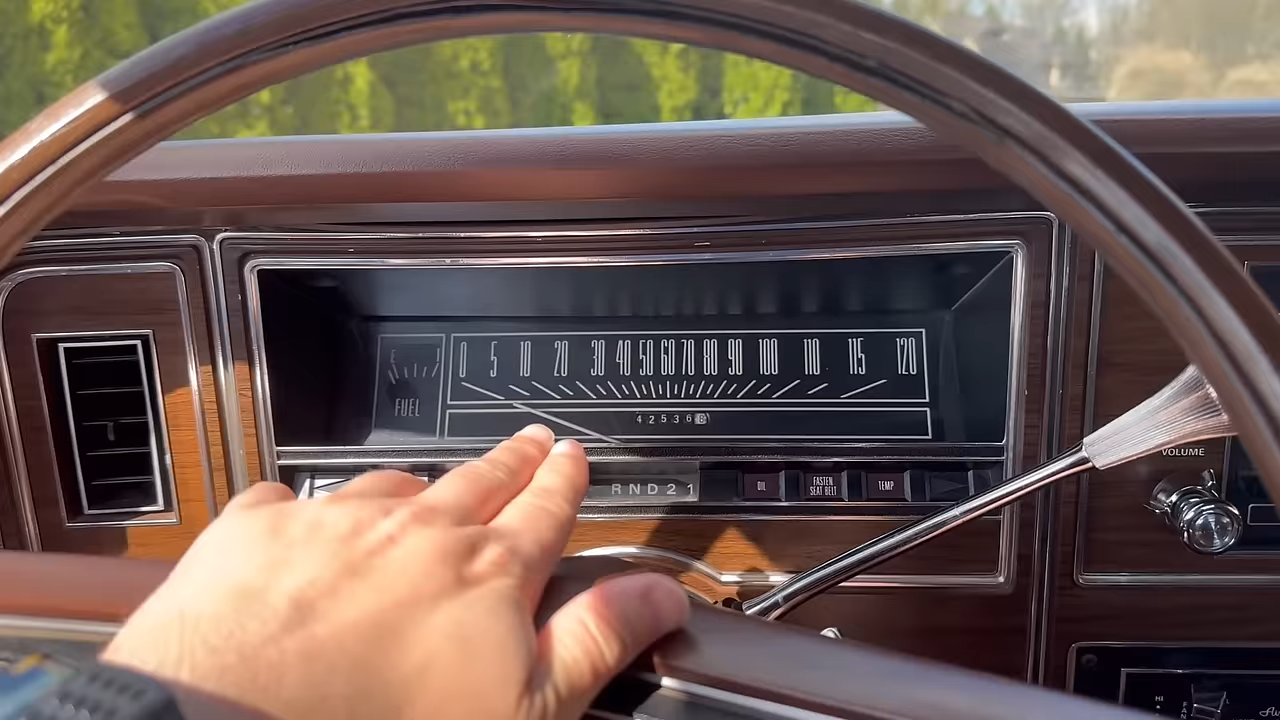 E
FUEL
0 5 10 20 30 40 50 60 70 80 90 100 110 115 120
425368
RND21
OIL
FASTEN
SEAT BELT
TEMP
VOLUME
HI